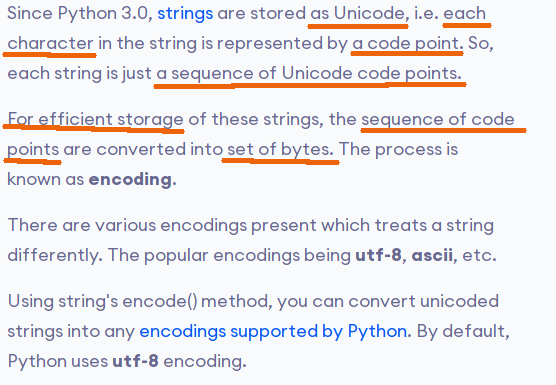 Since Python 3.0, strings are stored as Unicode, i.e. each
character in the string is represented by a code point. So,
each string is just a sequence of Unicode code points.
For efficient storage of these strings, the sequence of code
points are converted into set of bytes. The process is
known as encoding.
There are various encodings present which treats a string
differently. The popular encodings being utf-8, ascii, etc.
Using string's encode() method, you can convert unicoded
strings into any encodings supported by Python. By default,
Python uses utf-8 encoding.